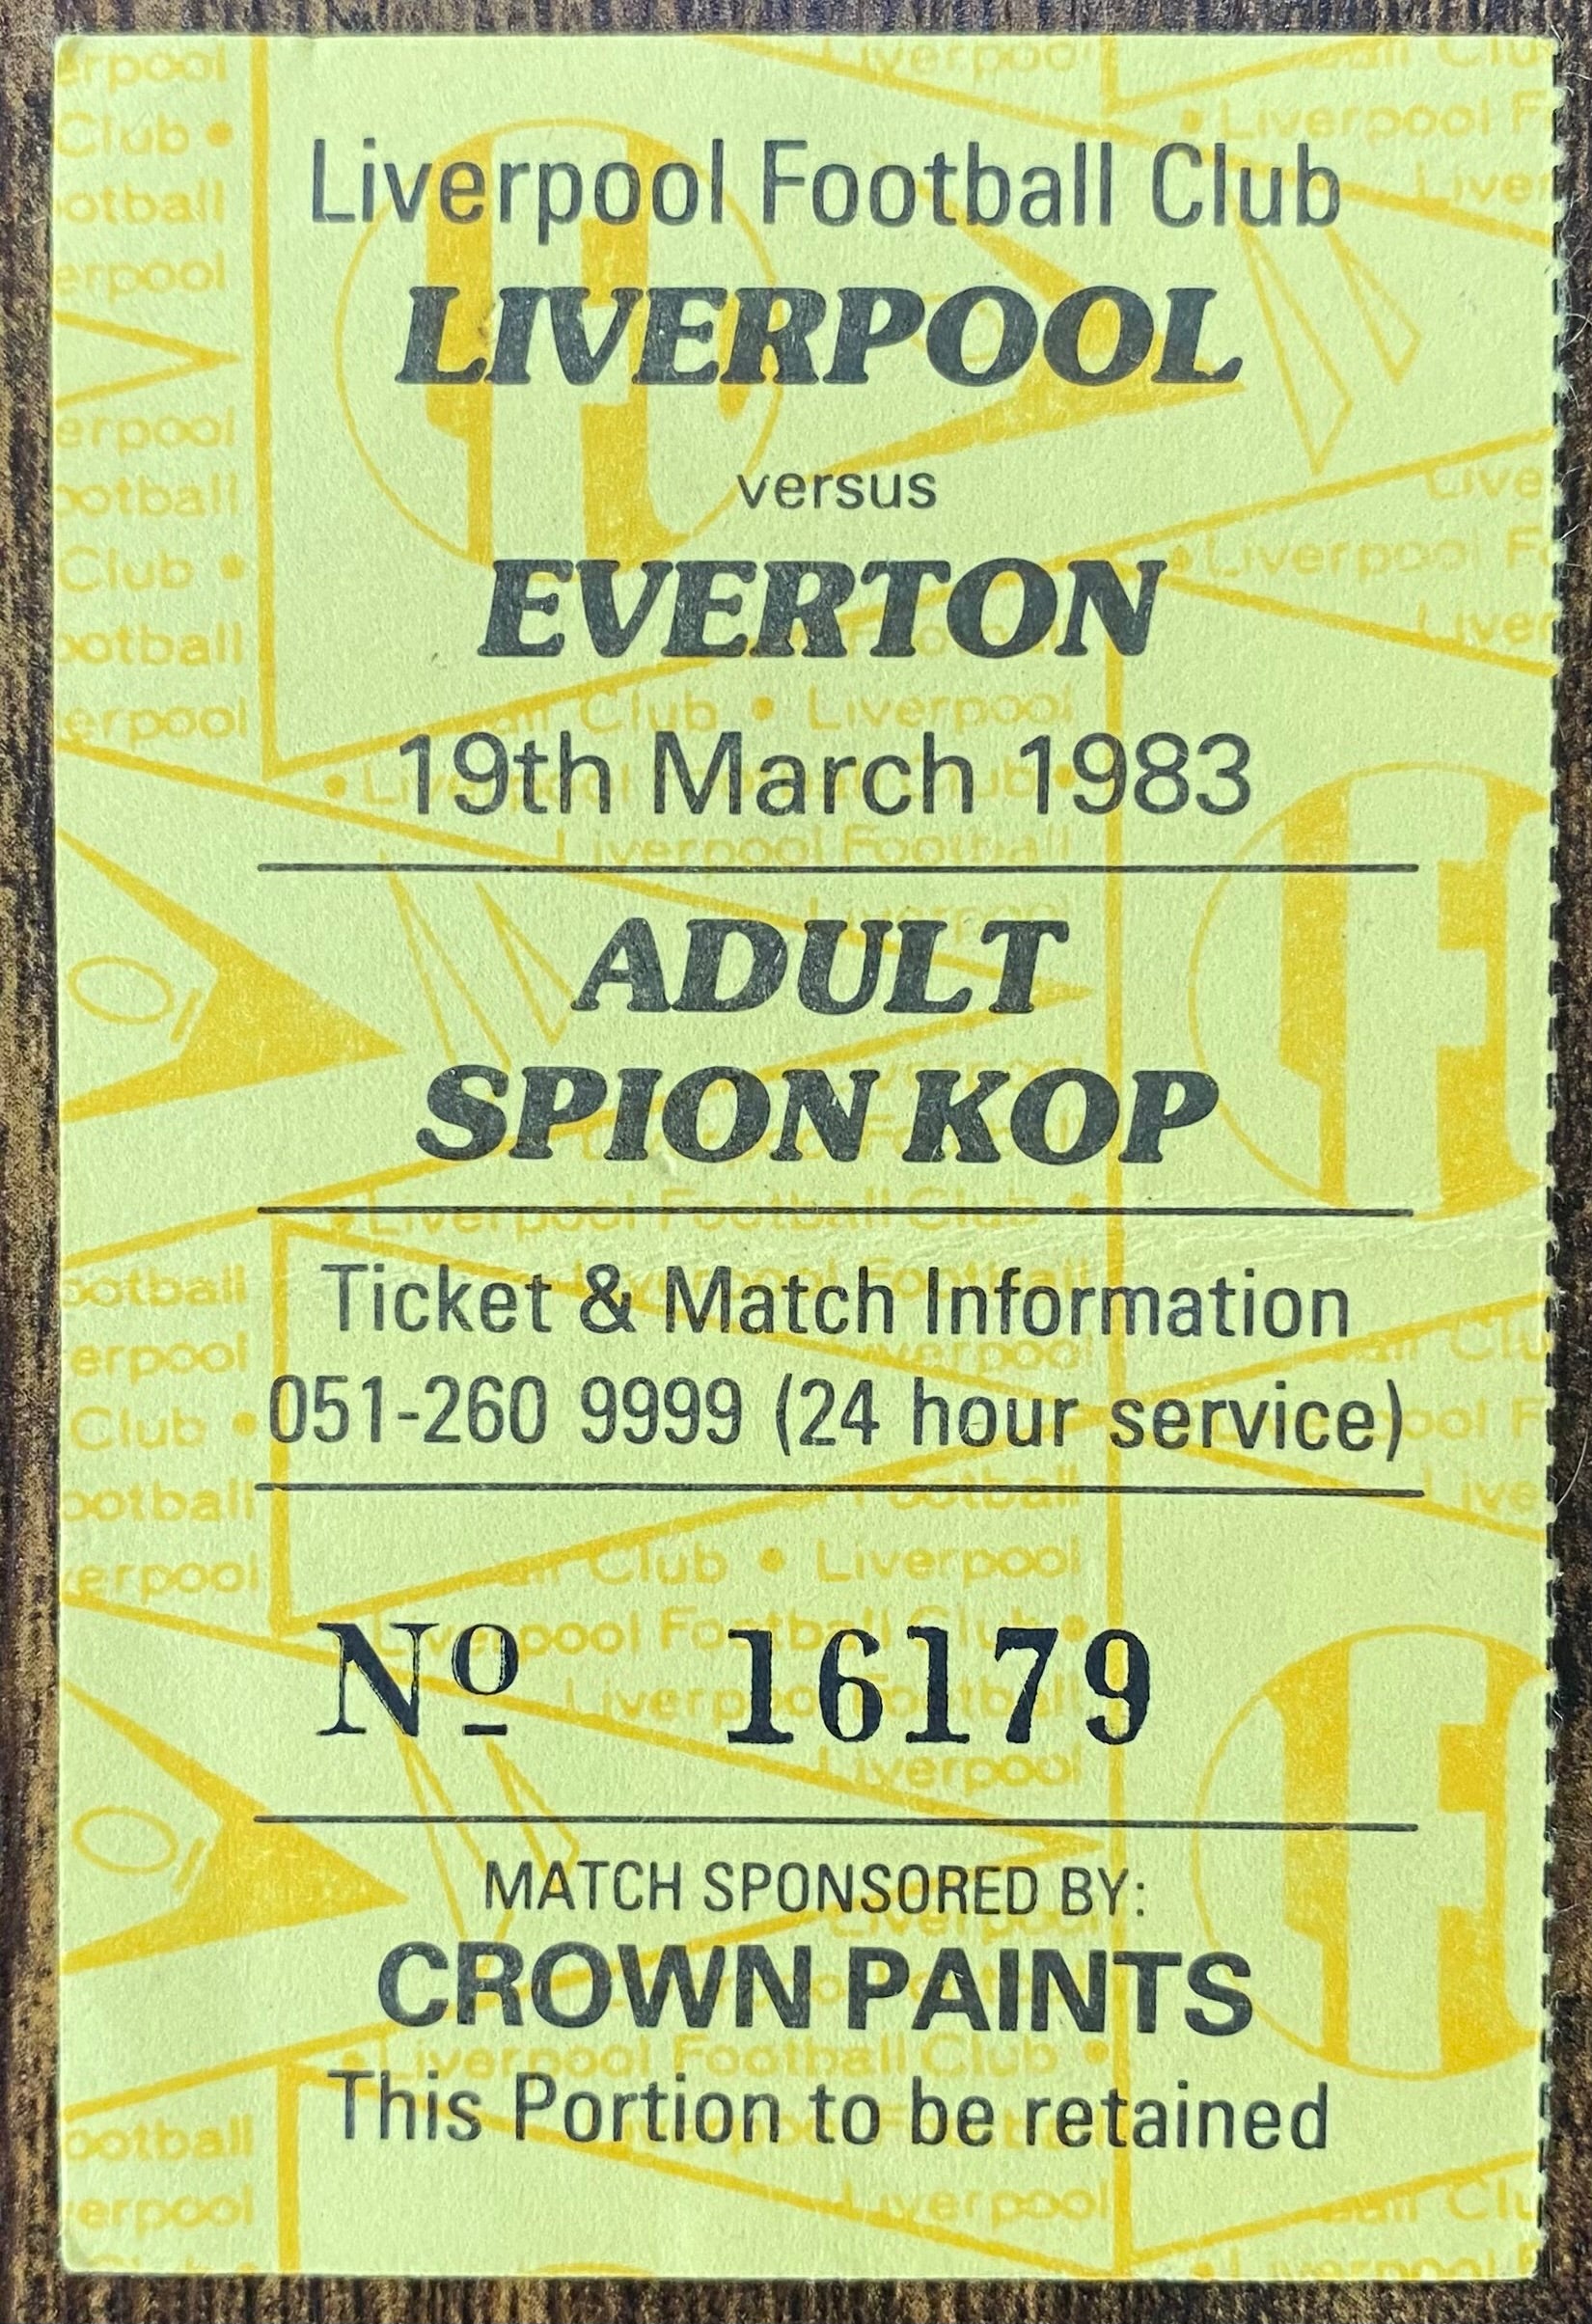 Liverpool Football Club
LIVERPOOL
versus
EVERTON
19th March 1983
ADULT
SPION KOP
Ticket & Match Information
051-260 9999 (24 hour service)
Nº 16179
MATCH SPONSORED BY:
CROWN PAINTS
This Portion to be retained